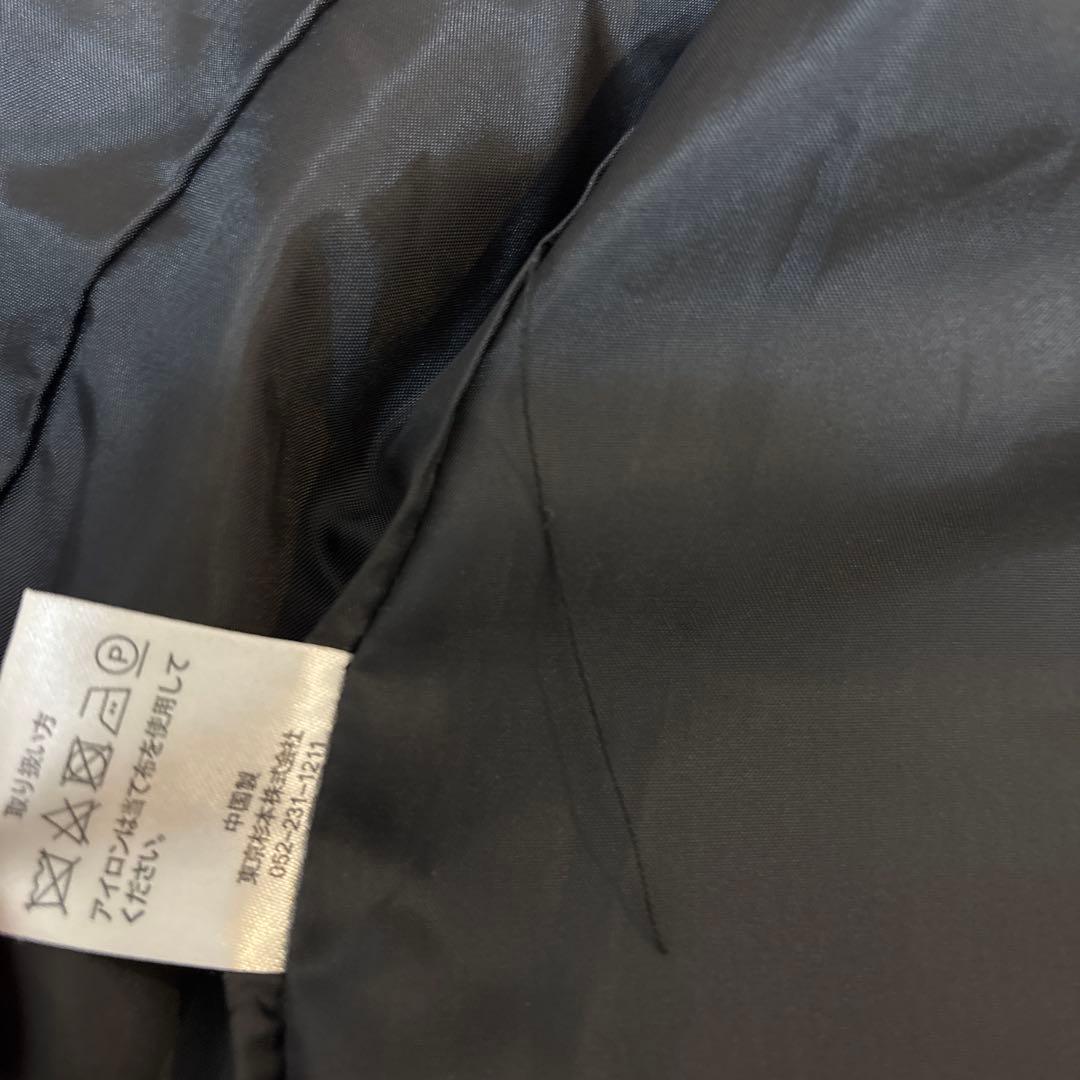 取り扱い方
P
アイロンは当て布を使用して
ください。
中国製
東京杉本株式会社
052-231-1211